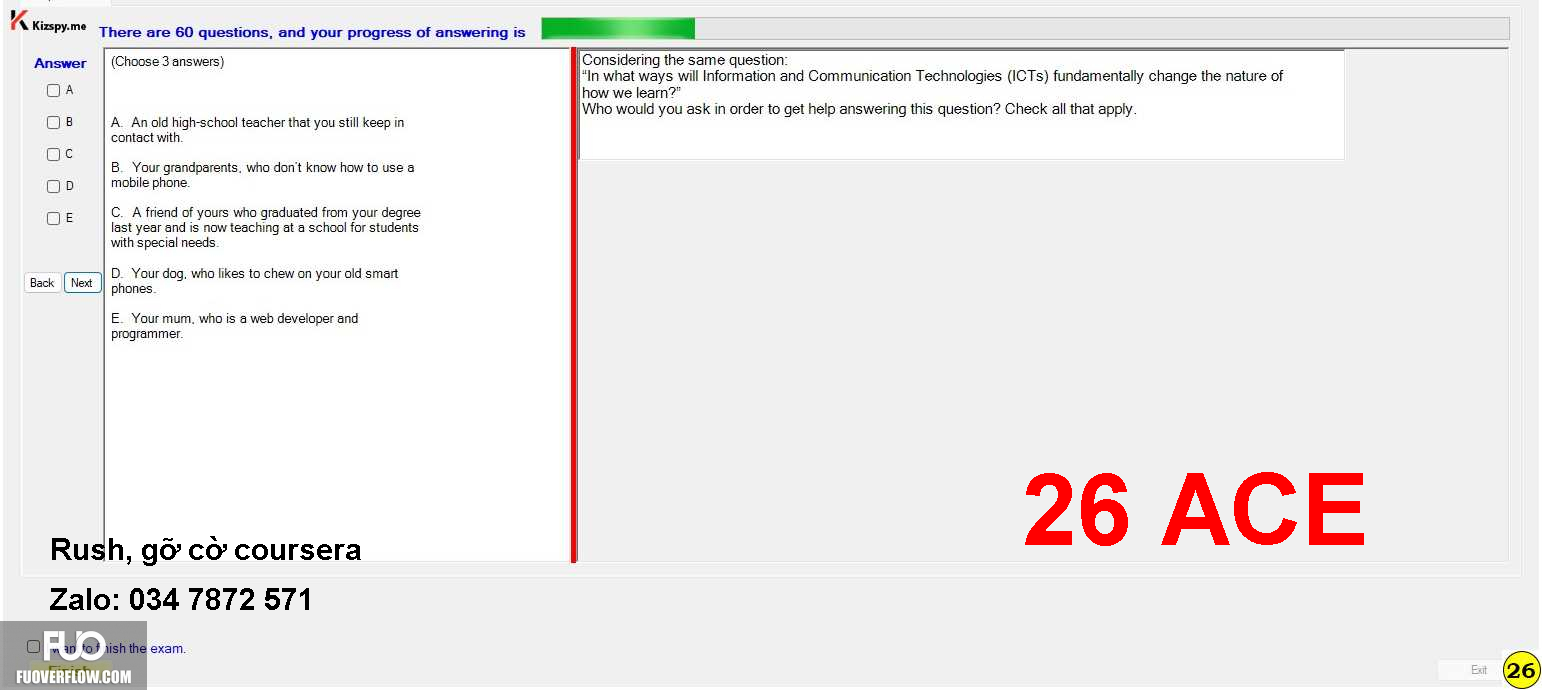 Kizspy.me
There are 60 questions, and your progress of answering is
Answer
A
B
C
D
E
Back
Next
(Choose 3 answers)
A. An old high-school teacher that you still keep in
contact with.
B. Your grandparents, who don't know how to use a
mobile phone.
C. A friend of yours who graduated from your degree
last year and is now teaching at a school for students
with special needs.
D. Your dog, who likes to chew on your old smart
phones.
E. Your mum, who is a web developer and
programmer.
Considering the same question:
“In what ways will Information and Communication Technologies (ICTs) fundamentally change the nature of
how we learn?”
Who would you ask in order to get help answering this question? Check all that apply.
26 ACE
Rush, gỡ cờ coursera
Zalo: 034 7872 571
want to finish the exam.
Finish
FUO
FUOVERFLOW.COM
Exit
26